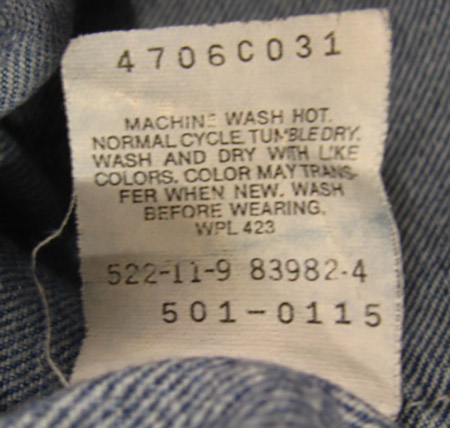 4706C031
MACHINE WASH HOT.
NORMAL CYCLE TUMBLE DRY.
WASH AND DRY WITH LIKE
COLORS. COLOR MAY TRANS-
FER WHEN NEW. WASH
BEFORE WEARING.
WPL 423
522-11-9 83982-4
501-0115